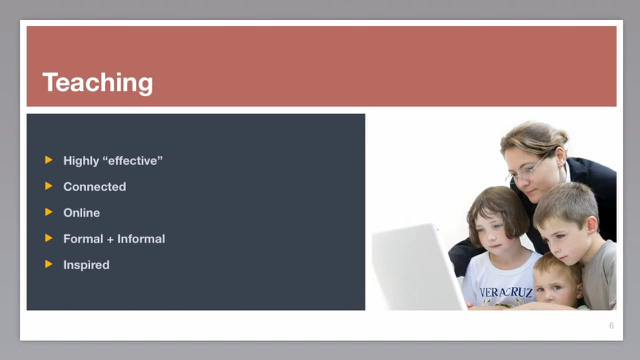 Teaching
Highly “effective”
Connected
Online
Formal + Informal
Inspired
VERACRUZ
6